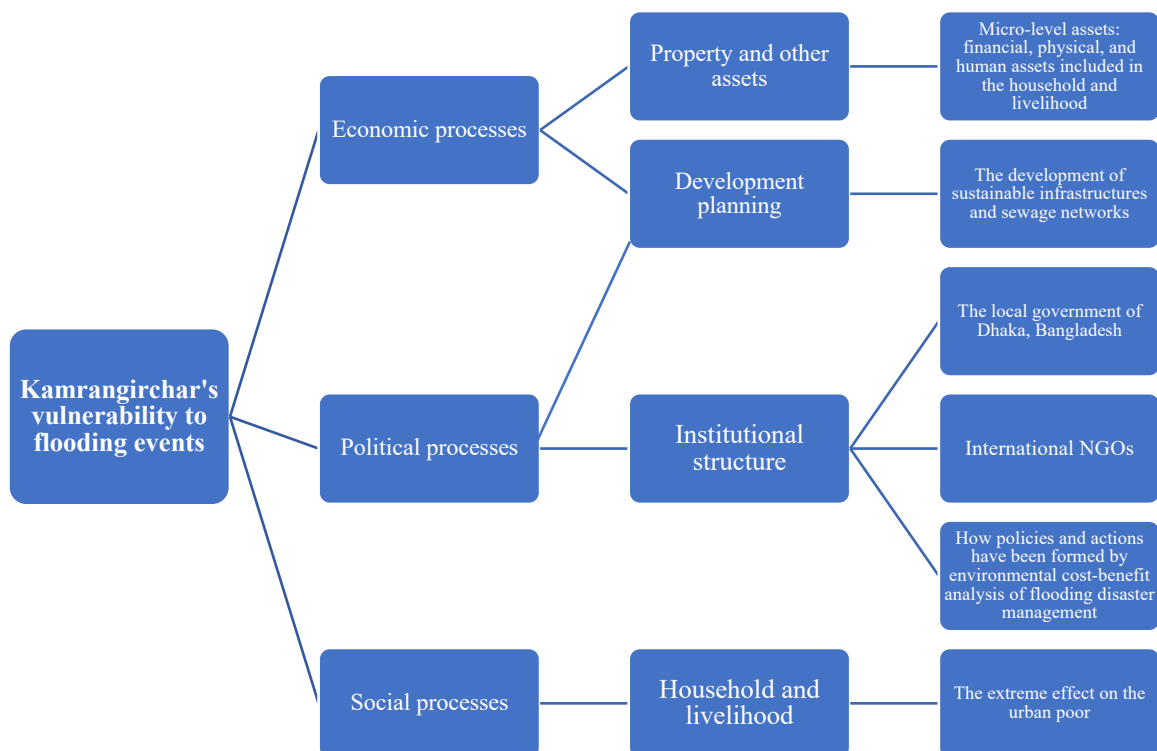 Kamrangirchar's
vulnerability to
flooding events
Economic processes
Property and other
assets
Micro-level assets:
financial, physical, and
human assets included in
the household and
livelihood
Development
planning
The development of
sustainable infrastructures
and sewage networks
Political processes
Institutional
structure
The local government of
Dhaka, Bangladesh
International NGOs
How policies and actions
have been formed by
environmental cost-benefit
analysis of flooding disaster
management
Social processes
Household and
livelihood
The extreme effect on the
urban poor